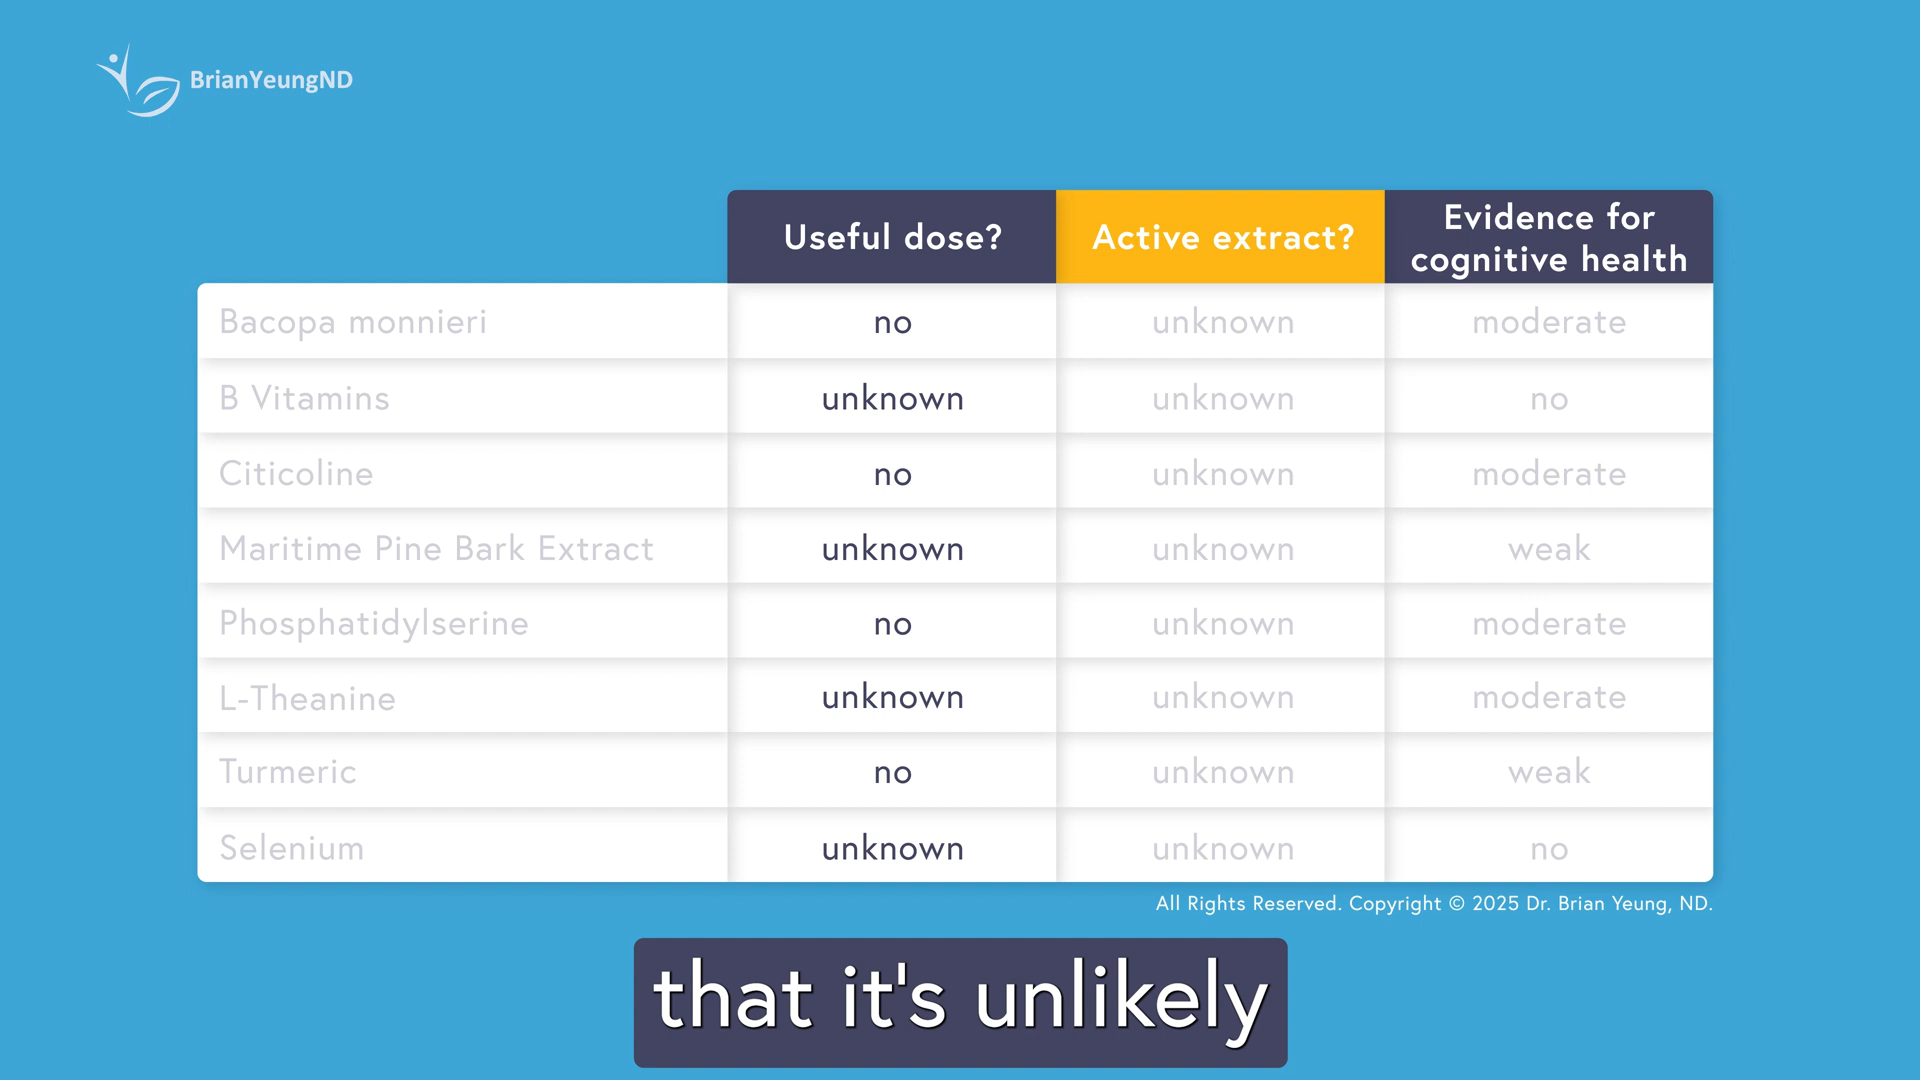 BrianYeungND
Useful dose? Active extract? Evidence for cognitive health
Bacopa monnieri no unknown moderate
B Vitamins unknown unknown no
Citicoline no unknown moderate
Maritime Pine Bark Extract unknown unknown weak
Phosphatidylserine no unknown moderate
L-Theanine unknown unknown moderate
Turmeric no unknown weak
Selenium unknown unknown no
All Rights Reserved. Copyright © 2025 Dr. Brian Yeung, ND.
that it's unlikely